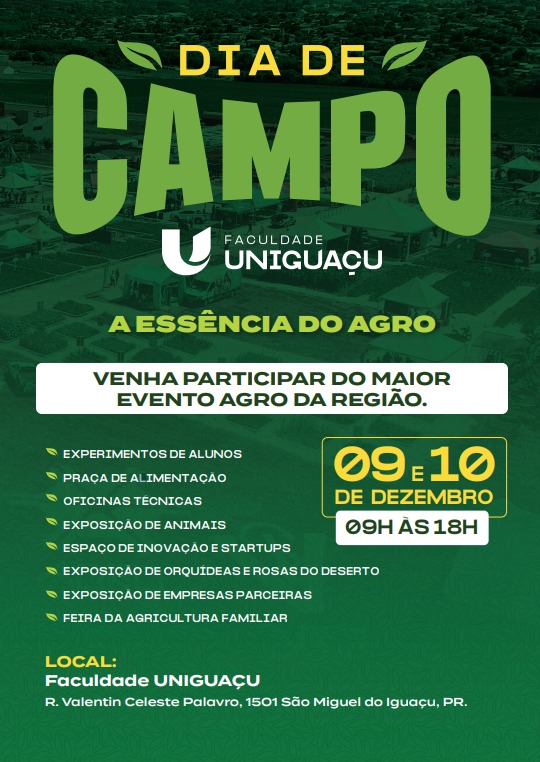 DIA DE
CAMPO
FACULDADE
UNIGUAÇU
A ESSÊNCIA DO AGRO
VENHA PARTICIPAR DO MAIOR
EVENTO AGRO DA REGIÃO.
EXPERIMENTOS DE ALUNOS
PRAÇA DE ALIMENTAÇÃO
OFICINAS TÉCNICAS
EXPOSIÇÃO DE ANIMAIS
ESPAÇO DE INOVAÇÃO E STARTUPS
EXPOSIÇÃO DE ORQUÍDEAS E ROSAS DO DESERTO
EXPOSIÇÃO DE EMPRESAS PARCEIRAS
FEIRA DA AGRICULTURA FAMILIAR
09 E 10
DE DEZEMBRO
09H ÀS 18H
LOCAL:
Faculdade UNIGUAÇU
R. Valentin Celeste Palavro, 1501 São Miguel do Iguaçu, PR.